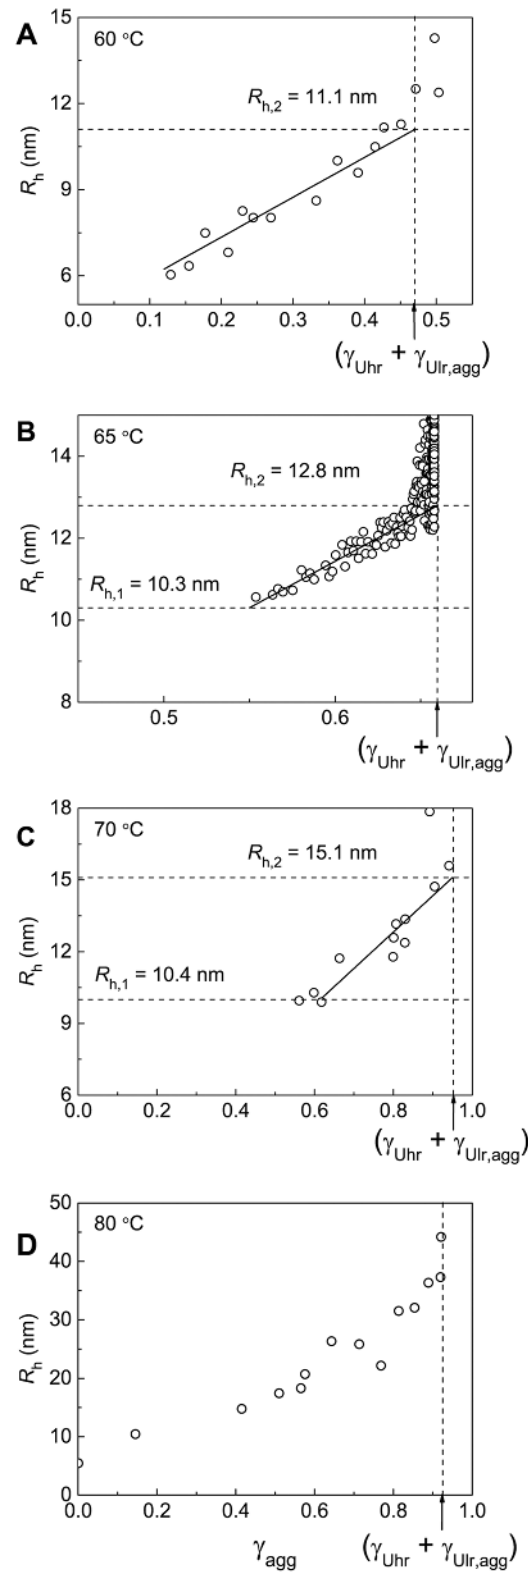 A
60 °C
15
12
9
6
R_h (nm)
R_h,2 = 11.1 nm
0.0 0.1 0.2 0.3 0.4 0.5
(γ_Uhr + γ_Ulr,agg)
B
65 °C
14
12
10
8
R_h (nm)
R_h,2 = 12.8 nm
R_h,1 = 10.3 nm
0.5 0.6
(γ_Uhr + γ_Ulr,agg)
C
70 °C
18
15
12
9
6
R_h (nm)
R_h,2 = 15.1 nm
R_h,1 = 10.4 nm
0.0 0.2 0.4 0.6 0.8 1.0
(γ_Uhr + γ_Ulr,agg)
D
80 °C
50
40
30
20
10
0
R_h (nm)
0.0 0.2 0.4 0.6 0.8 1.0
γ_agg (γ_Uhr + γ_Ulr,agg)